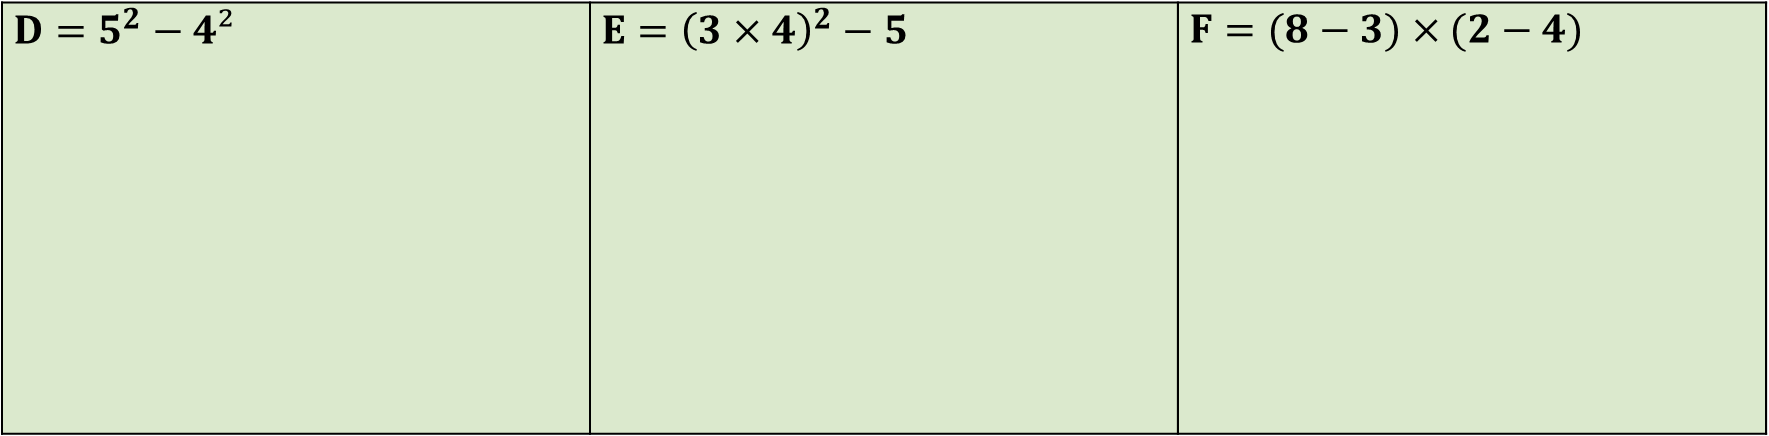 D = 5² − 4²
E = (3 × 4)² − 5
F = (8 − 3) × (2 − 4)